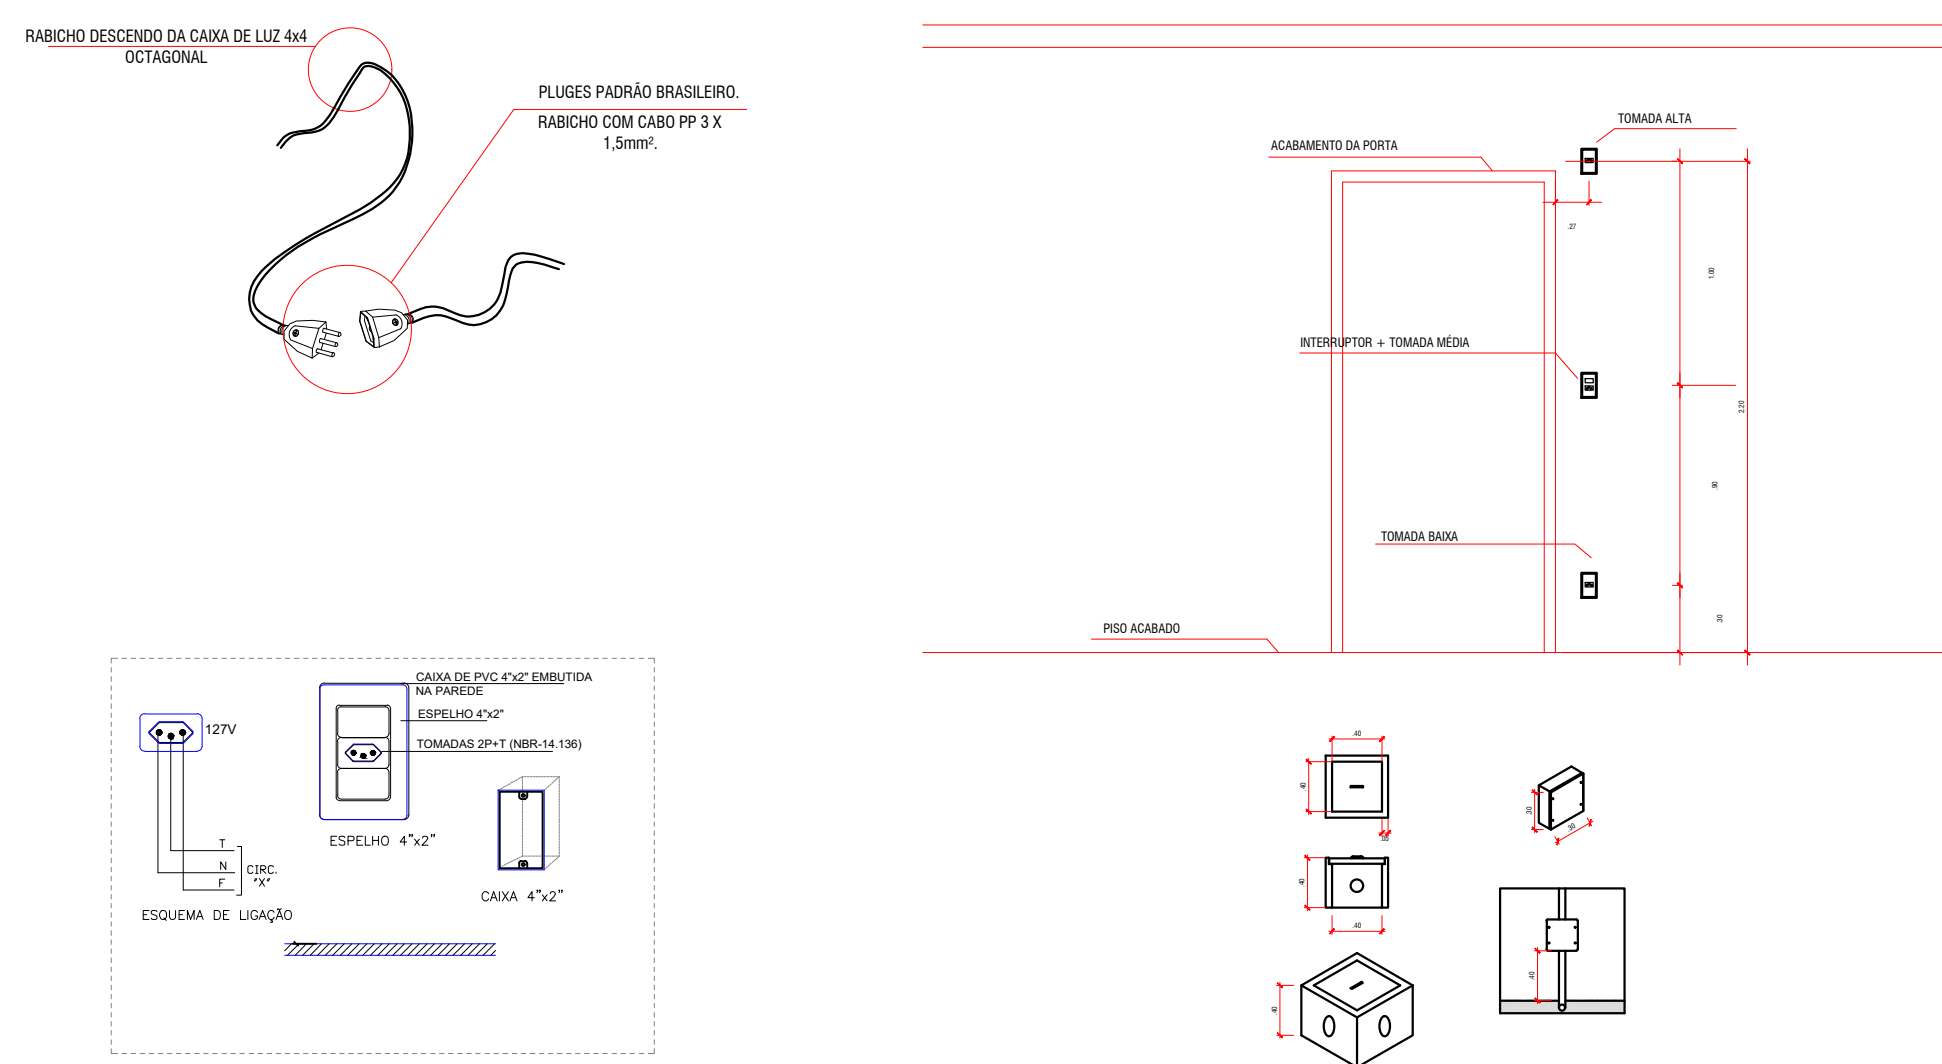 RABICHO DESCENDO DA CAIXA DE LUZ 4x4
OCTAGONAL
PLUGES PADRÃO BRASILEIRO.
RABICHO COM CABO PP 3 X
1,5mm².
TOMADA ALTA
ACABAMENTO DA PORTA
.27
1.00
INTERRUPTOR + TOMADA MÉDIA
2.20
.90
TOMADA BAIXA
.30
PISO ACABADO
CAIXA DE PVC 4"x2" EMBUTIDA
NA PAREDE
ESPELHO 4"x2"
127V
TOMADAS 2P+T (NBR-14.136)
ESPELHO 4"x2"
T
N
F
CIRC.
"X"
CAIXA 4"x2"
ESQUEMA DE LIGAÇÃO
.40
.40
.05
.40
.40
.40
.30
.30
.40